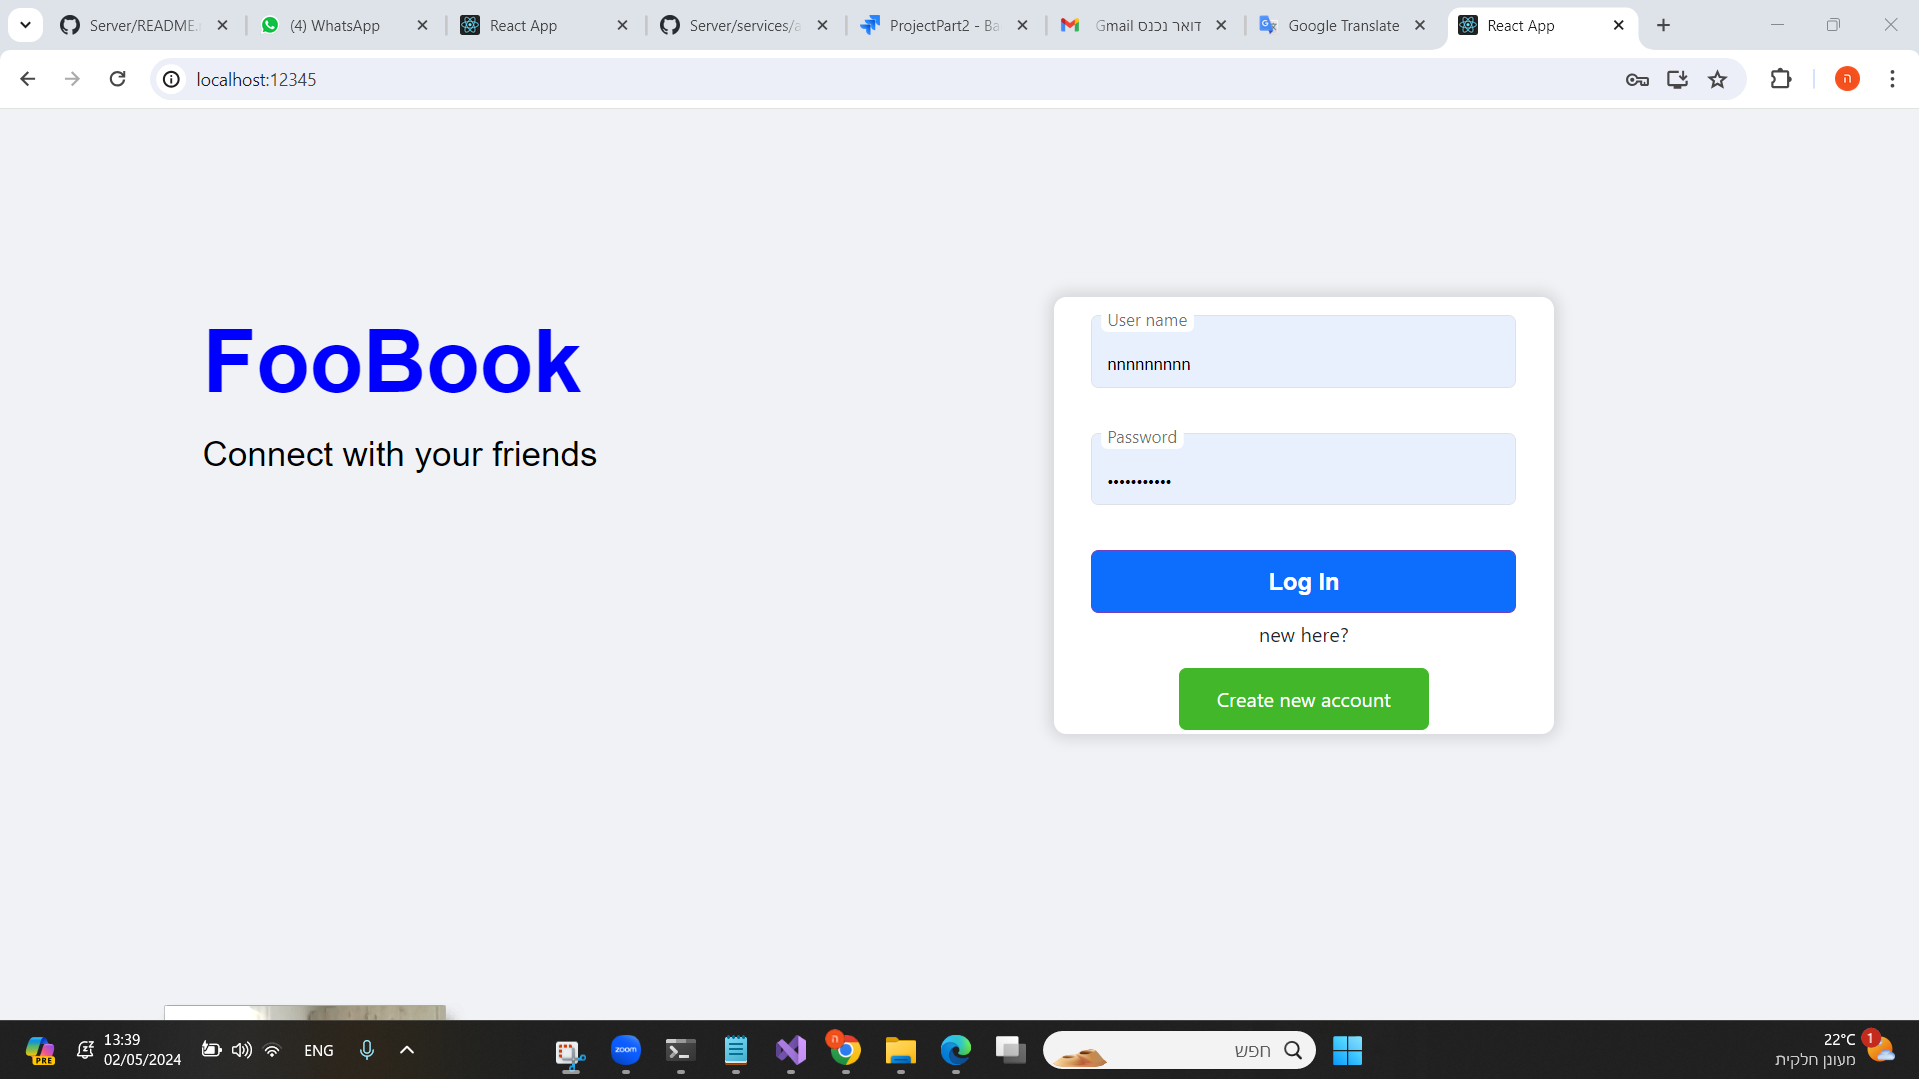 Server/README.
(4) WhatsApp
React App
Server/services/a
ProjectPart2 - Ba
דואר נכנס Gmail
Google Translate
React App
localhost:12345
ה
FooBook
Connect with your friends
User name
nnnnnnnnn
Password
•••••••••••
Log In
new here?
Create new account
PRE
13:39
02/05/2024
ENG
zoom
ה
חפש
22°C
מעונן חלקית
1